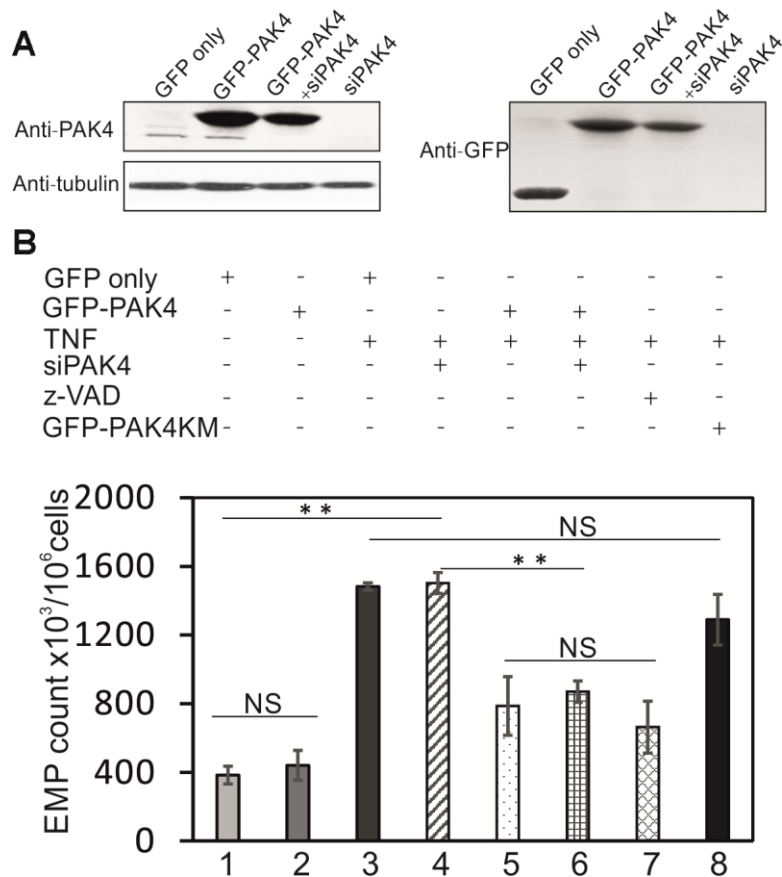 A
GFP only GFP-PAK4 GFP-PAK4 +siPAK4 siPAK4
Anti-PAK4
Anti-tubulin
GFP only GFP-PAK4 GFP-PAK4 +siPAK4 siPAK4
Anti-GFP
B
GFP only + - + - - - - -
GFP-PAK4 - + - - + + - -
TNF - - + + + + + +
siPAK4 - - - + - + - -
z-VAD - - - - - - + -
GFP-PAK4KM - - - - - - - +
EMP count x10³/10⁶cells
2000
1600
1200
800
400
0
* *
NS
* *
NS
NS
1 2 3 4 5 6 7 8